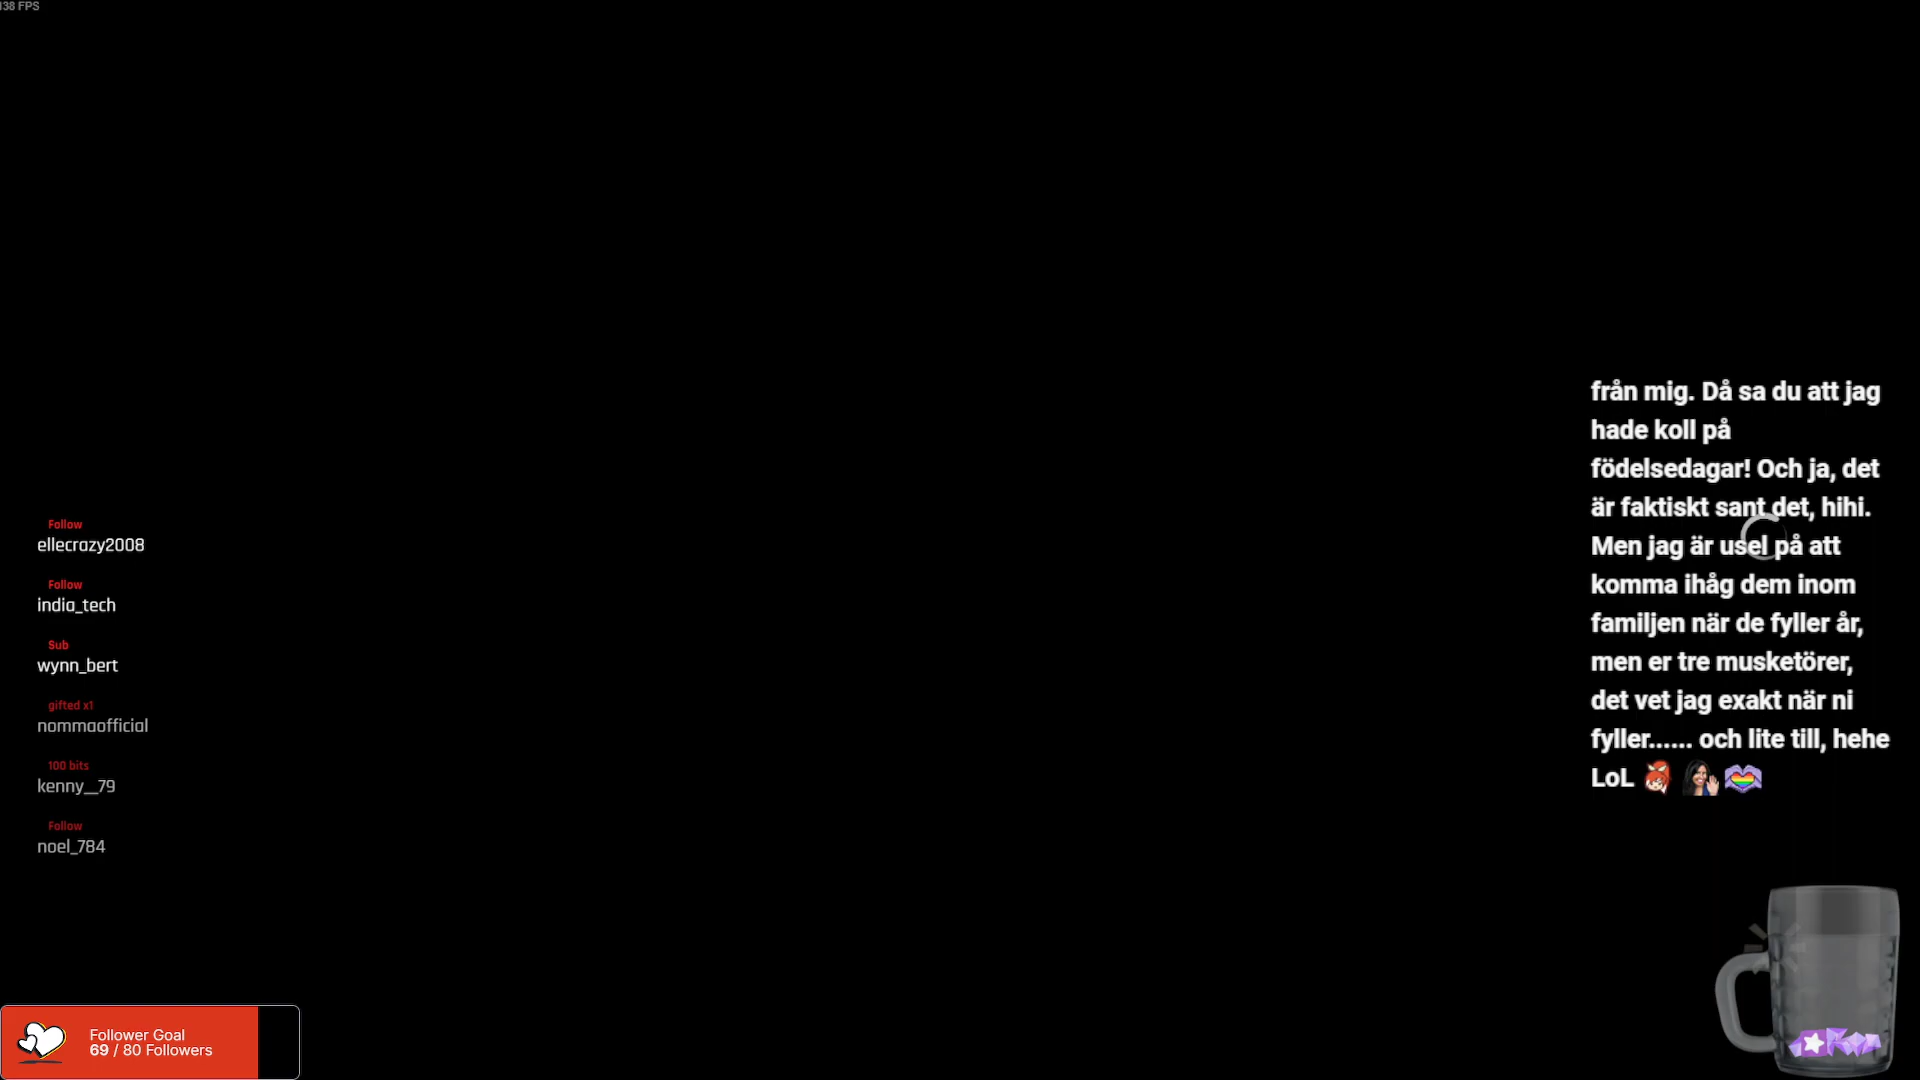 138 FPS
från mig. Då sa du att jag
hade koll på
födelsedagar! Och ja, det
är faktiskt sant det, hihi.
Men jag är usel på att
komma ihåg dem inom
familjen när de fyller år,
men er tre musketörer,
det vet jag exakt när ni
fyller...... och lite till, hehe
LoL
Follow
ellecrazy2008
Follow
india_tech
Sub
wynn_bert
gifted x1
nommaofficial
100 bits
kenny__79
Follow
noel_784
Follower Goal
69 / 80 Followers